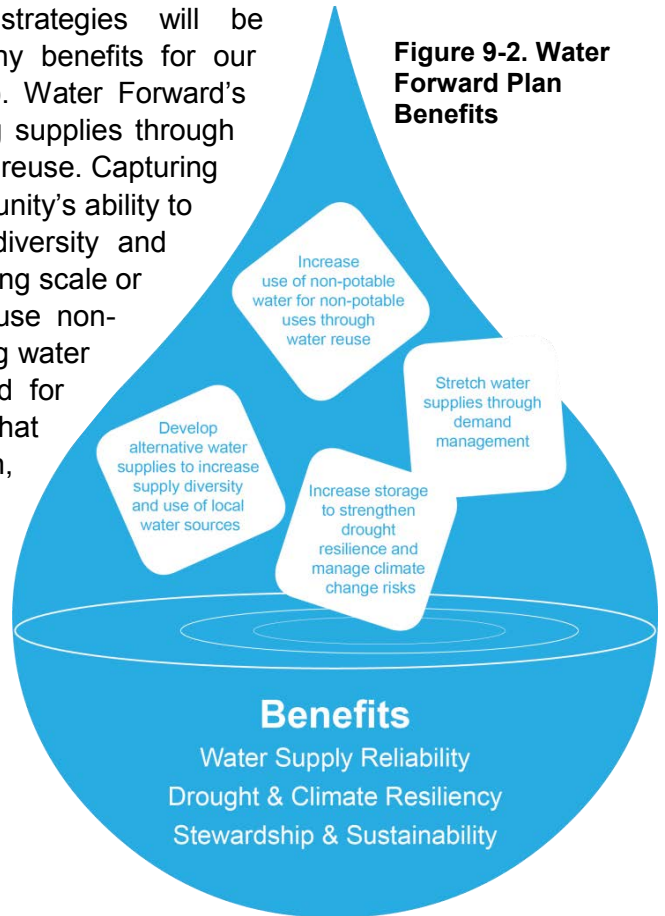 strategies will be
benefits for our
Water Forward's
supplies through
reuse. Capturing
ability to
diversity and
scale or
use non-
water
for
Figure 9-2. Water
Forward Plan
Benefits
Increase
use of non-potable
water for non-potable
uses through
water reuse
Stretch water
supplies through
demand
management
Develop
alternative water
supplies to increase
supply diversity
and use of local
water sources
Increase storage
to strengthen
drought
resilience and
manage climate
change risks
Benefits
Water Supply Reliability
Drought & Climate Resiliency
Stewardship & Sustainability